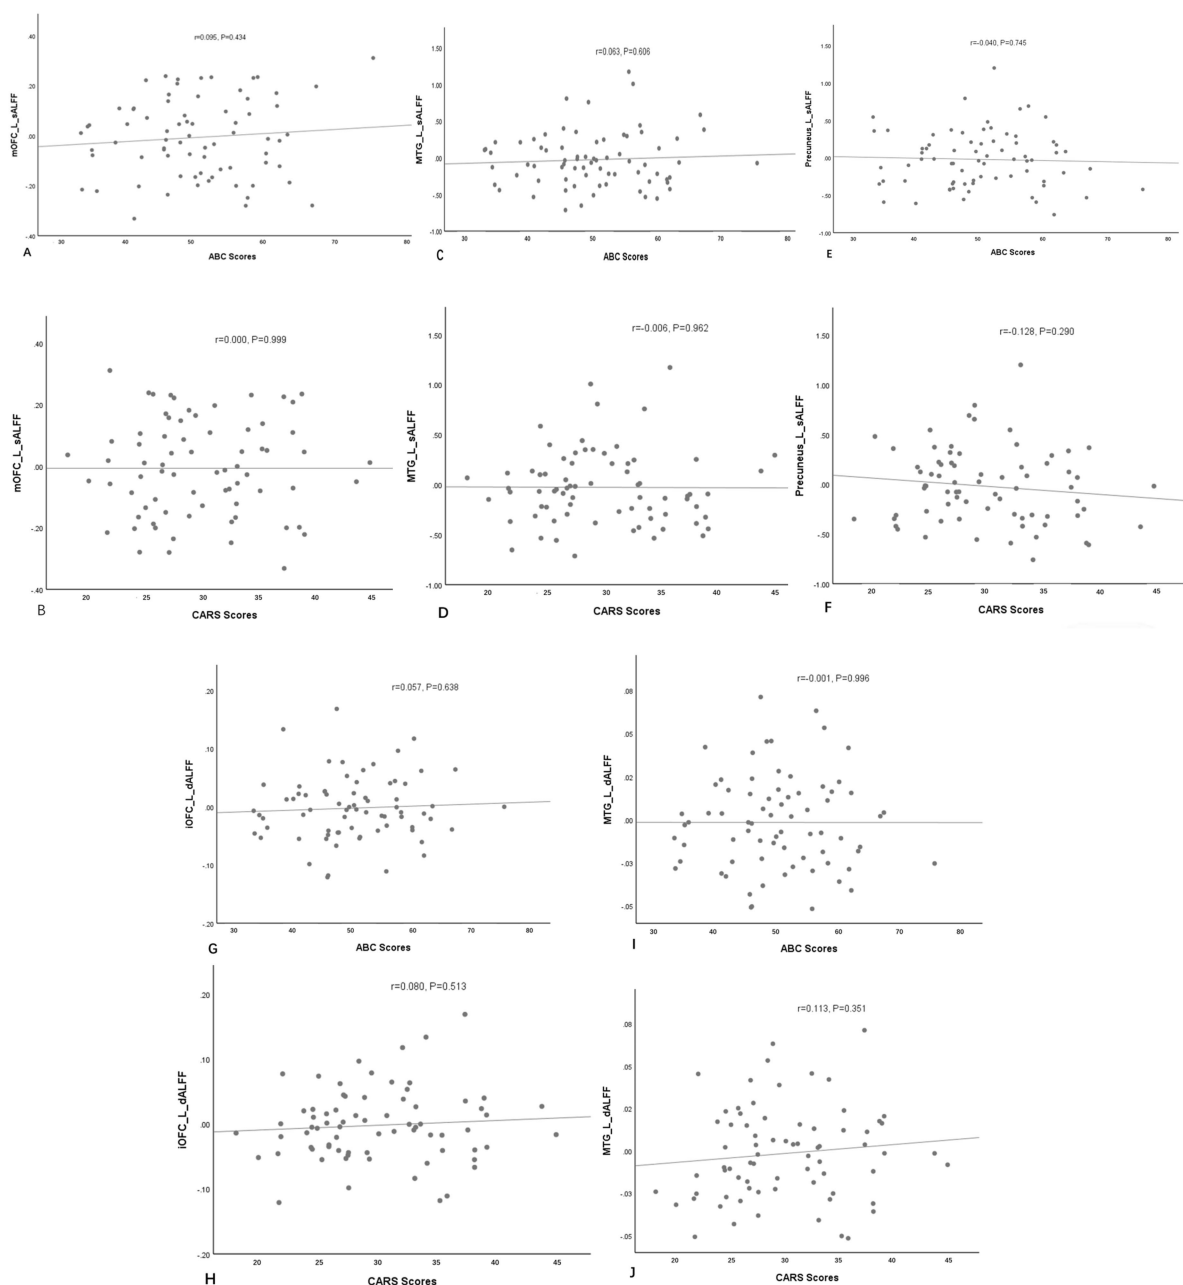 r=0.095, P=0.434
mOFC_L_sALFF
.40
.20
.00
-.20
-.40
30 40 50 60 70 80
A
ABC Scores
r=0.063, P=0.606
MTG_L_sALFF
1.50
1.00
.50
.00
-.50
-1.00
30 40 50 60 70 80
C
ABC Scores
r=-0.040, P=0.745
Precuneus_L_sALFF
1.50
1.00
.50
.00
-.50
-1.00
30 40 50 60 70 80
E
ABC Scores
r=0.000, P=0.999
mOFC_L_sALFF
.40
.20
.00
-.20
-.40
20 25 30 35 40 45
B
CARS Scores
r=-0.006, P=0.962
MTG_L_sALFF
1.50
1.00
.50
.00
-.50
-1.00
20 25 30 35 40 45
D
CARS Scores
r=-0.128, P=0.290
Precuneus_L_sALFF
1.50
1.00
.50
.00
-.50
-1.00
20 25 30 35 40 45
F
CARS Scores
r=0.057, P=0.638
iOFC_L_dALFF
.20
.10
.00
-.10
-.20
30 40 50 60 70 80
G
ABC Scores
r=-0.001, P=0.996
MTG_L_dALFF
.08
.05
.02
.00
-.03
-.05
30 40 50 60 70 80
I
ABC Scores
r=0.080, P=0.513
iOFC_L_dALFF
.20
.10
.00
-.10
-.20
20 25 30 35 40 45
H
CARS Scores
r=0.113, P=0.351
MTG_L_dALFF
.08
.05
.02
.00
-.03
-.05
20 25 30 35 40 45
J
CARS Scores